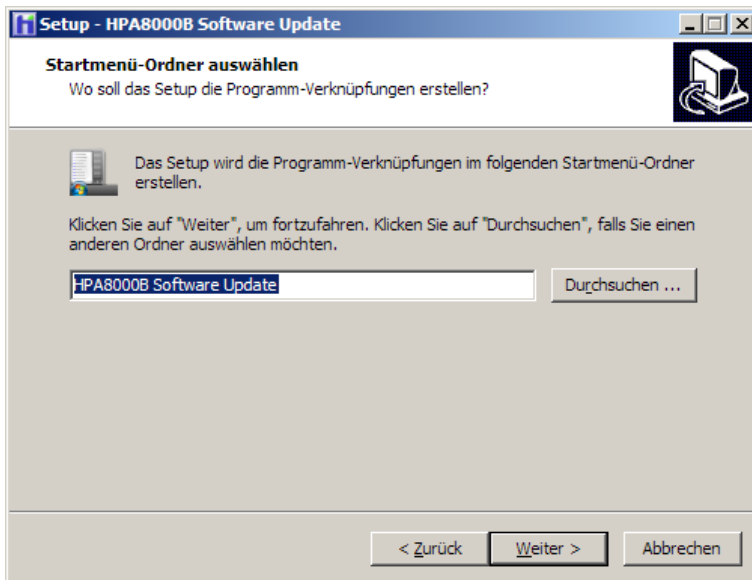 Setup - HPA8000B Software Update
Startmenü-Ordner auswählen
Wo soll das Setup die Programm-Verknüpfungen erstellen?
Das Setup wird die Programm-Verknüpfungen im folgenden Startmenü-Ordner
erstellen.
Klicken Sie auf "Weiter", um fortzufahren. Klicken Sie auf "Durchsuchen", falls Sie einen
anderen Ordner auswählen möchten.
HPA8000B Software Update
Durchsuchen ...
< Zurück
Weiter >
Abbrechen